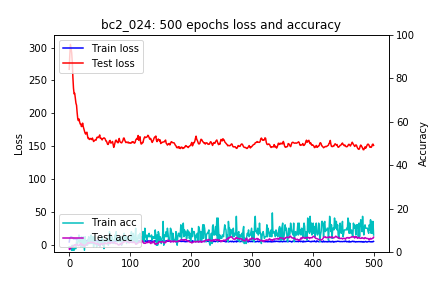 bc2_024: 500 epochs loss and accuracy
Train loss
Test loss
Train acc
Test acc
Loss
Accuracy
300
250
200
150
100
50
0
100
80
60
40
20
0
0
100
200
300
400
500